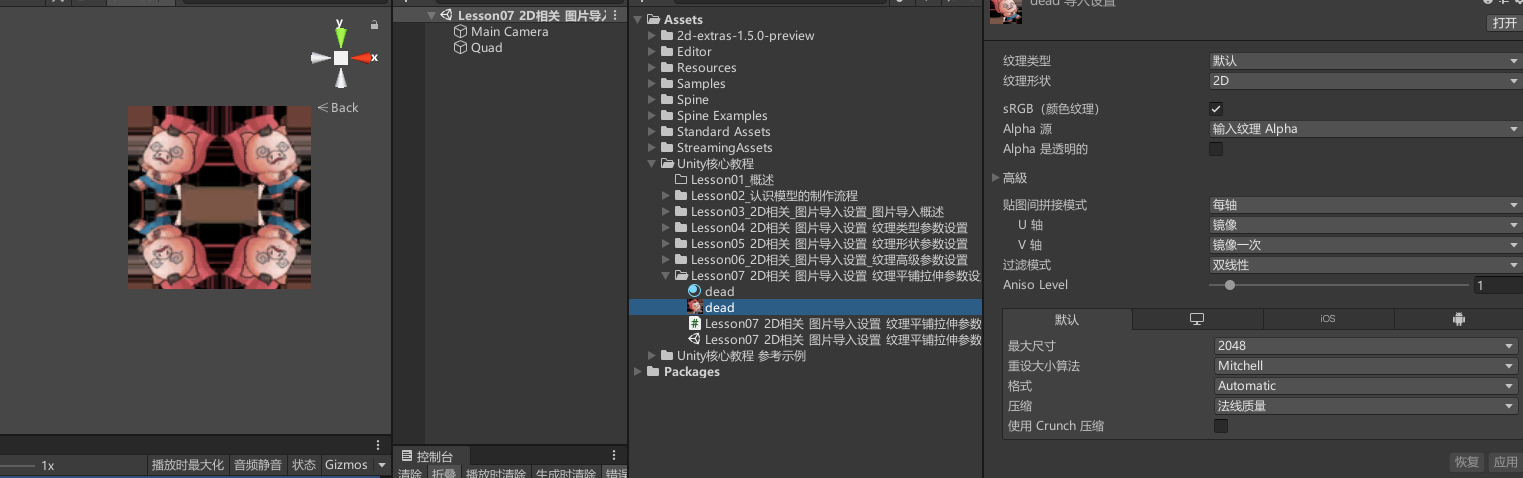 y
x
Back
1x
播放时最大化 音频静音 状态 Gizmos
Lesson07 2D相关 图片导入
Main Camera
Quad
控制台
清除 折叠 播放时清除 生成时清除 错误
Assets
2d-extras-1.5.0-preview
Editor
Resources
Samples
Spine
Spine Examples
Standard Assets
StreamingAssets
Unity核心教程
Lesson01_概述
Lesson02_认识模型的制作流程
Lesson03_2D相关_图片导入设置_图片导入概述
Lesson04 2D相关 图片导入设置 纹理类型参数设置
Lesson05 2D相关 图片导入设置 纹理形状参数设置
Lesson06_2D相关_图片导入设置_纹理高级参数设置
Lesson07 2D相关 图片导入设置 纹理平铺拉伸参数设
dead
dead
Lesson07 2D相关 图片导入设置 纹理平铺拉伸参数
Lesson07 2D相关 图片导入设置 纹理平铺拉伸参数
Unity核心教程 参考示例
Packages
dead 导入设置
打开
纹理类型 默认
纹理形状 2D
sRGB（颜色纹理）
Alpha 源 输入纹理 Alpha
Alpha 是透明的
高级
贴图间拼接模式 每轴
U 轴 镜像
V 轴 镜像一次
过滤模式 双线性
Aniso Level 1
默认 iOS
最大尺寸 2048
重设大小算法 Mitchell
格式 Automatic
压缩 法线质量
使用 Crunch 压缩
恢复 应用